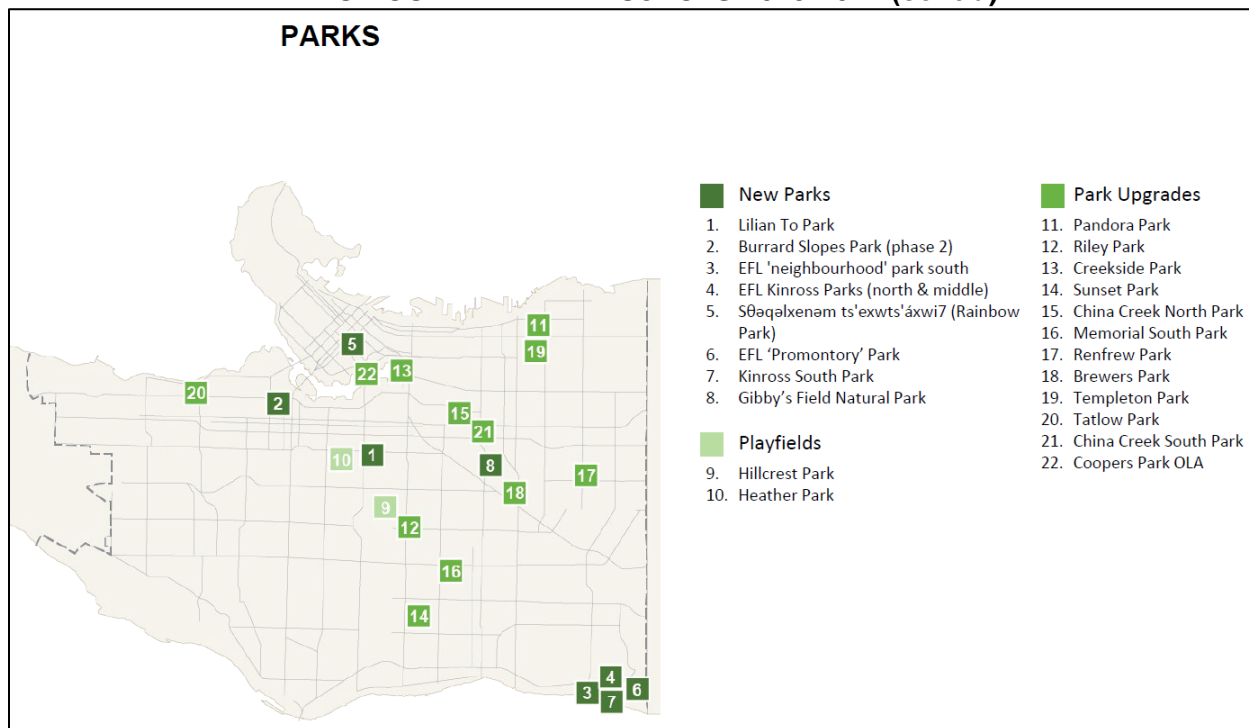 PARKS
New Parks
1. Lilian To Park
2. Burrard Slopes Park (phase 2)
3. EFL 'neighbourhood' park south
4. EFL Kinross Parks (north & middle)
5. Sθəqəlxenəm ts'exwts'áxwi7 (Rainbow
Park)
6. EFL ‘Promontory’ Park
7. Kinross South Park
8. Gibby’s Field Natural Park
Playfields
9. Hillcrest Park
10. Heather Park
Park Upgrades
11. Pandora Park
12. Riley Park
13. Creekside Park
14. Sunset Park
15. China Creek North Park
16. Memorial South Park
17. Renfrew Park
18. Brewers Park
19. Templeton Park
20. Tatlow Park
21. China Creek South Park
22. Coopers Park OLA
11
5
19
22
13
20
2
15
21
10
1
8
17
18
9
12
16
14
4
3
6
7